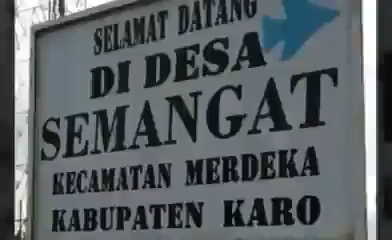 SELAMAT DATANG
DI DESA
SEMANGAT
KECAMATAN MERDEKA
KABUPATEN KARO